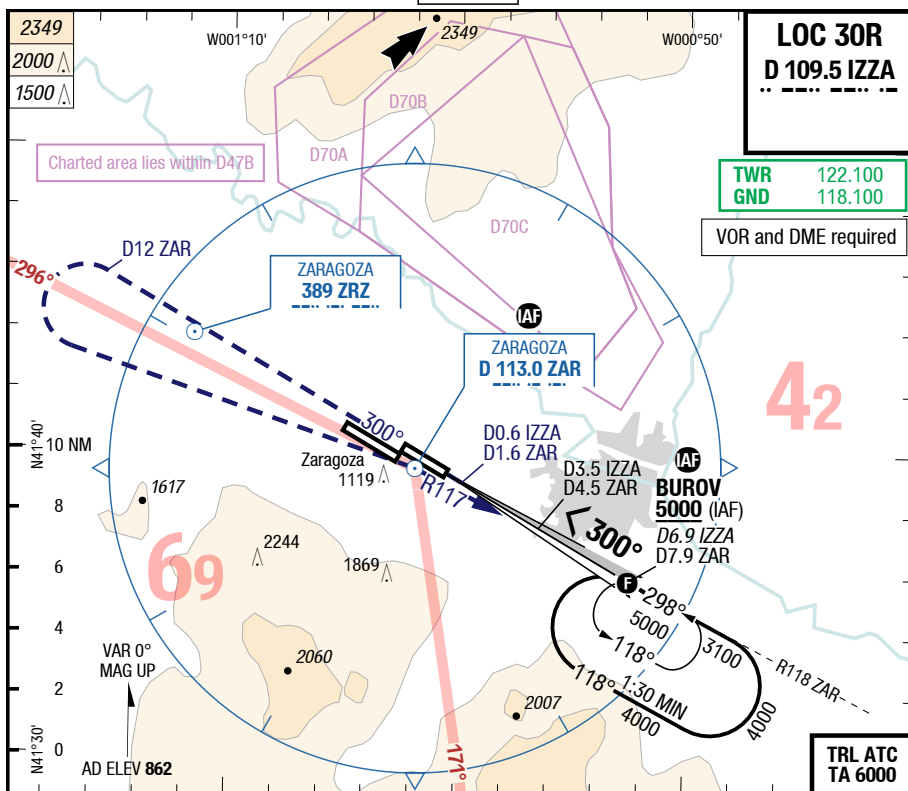 2349
2000
1500
W001°10'
2349
W000°50'
LOC 30R
D 109.5 IZZA
TWR 122.100
GND 118.100
VOR and DME required
Charted area lies within D47B
D70A
D70B
D70C
D12 ZAR
296°
ZARAGOZA
389 ZRZ
IAF
ZARAGOZA
D 113.0 ZAR
42
N41°40'
10 NM
300°
Zaragoza
1119
R117
D0.6 IZZA
D1.6 ZAR
D3.5 IZZA
D4.5 ZAR
IAF
BUROV
5000 (IAF)
D6.9 IZZA
D7.9 ZAR
< 300°
8
1617
69
2244
1869
6
F
298°
5000
3100
118°
R118 ZAR
4
VAR 0°
MAG UP
2060
118°
1:30 MIN
4000
4000
2
2007
N41°30'
0
AD ELEV 862
171°
TRL ATC
TA 6000